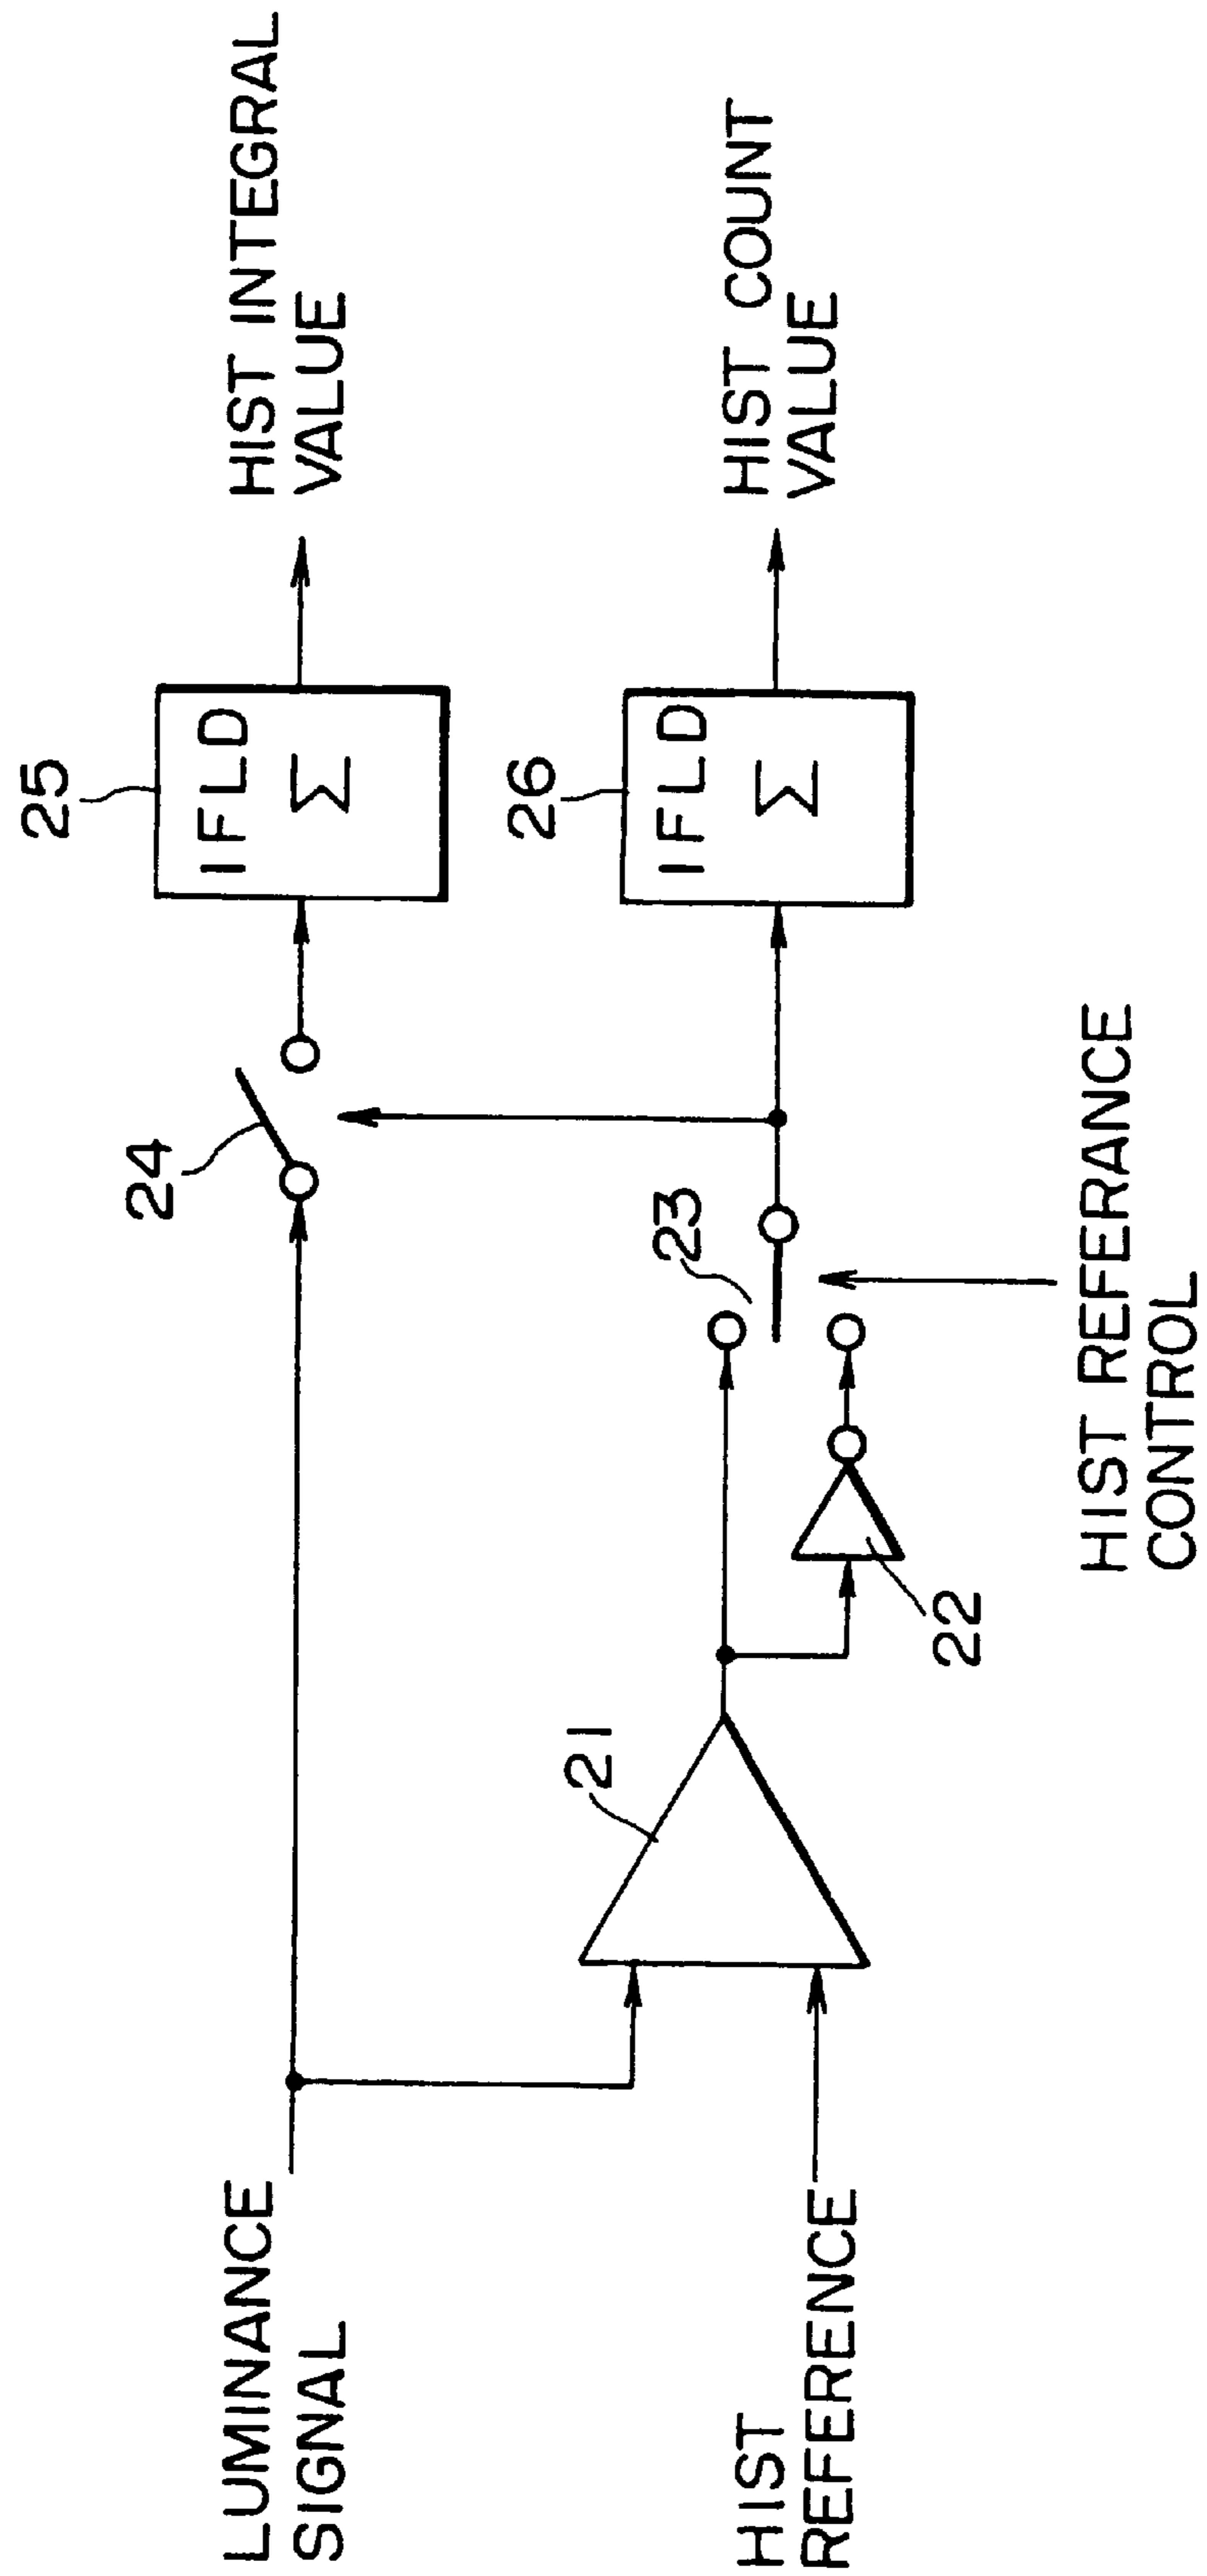 LUMINANCE
SIGNAL
HIST
REFERENCE
21
22
23
24
HIST REFERANCE
CONTROL
25
IFLD
Σ
26
IFLD
Σ
HIST INTEGRAL
VALUE
HIST COUNT
VALUE